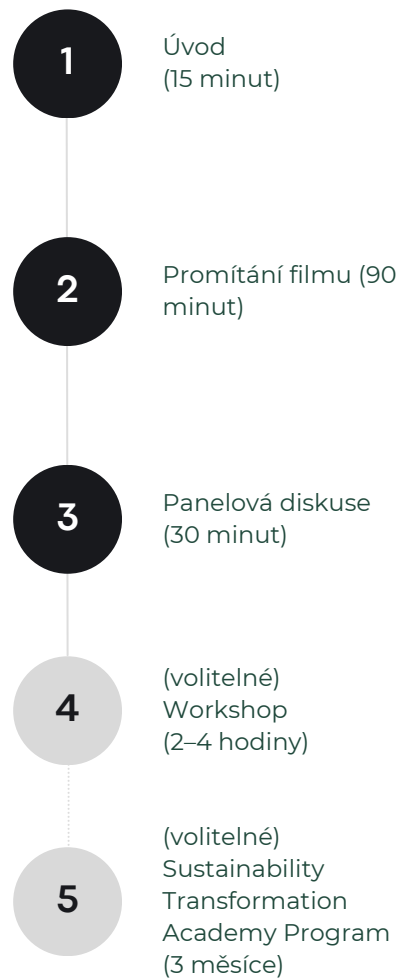 1
Úvod
(15 minut)
2
Promítání filmu (90
minut)
3
Panelová diskuse
(30 minut)
4
(volitelné)
Workshop
(2–4 hodiny)
5
(volitelné)
Sustainability
Transformation
Academy Program
(3 měsíce)